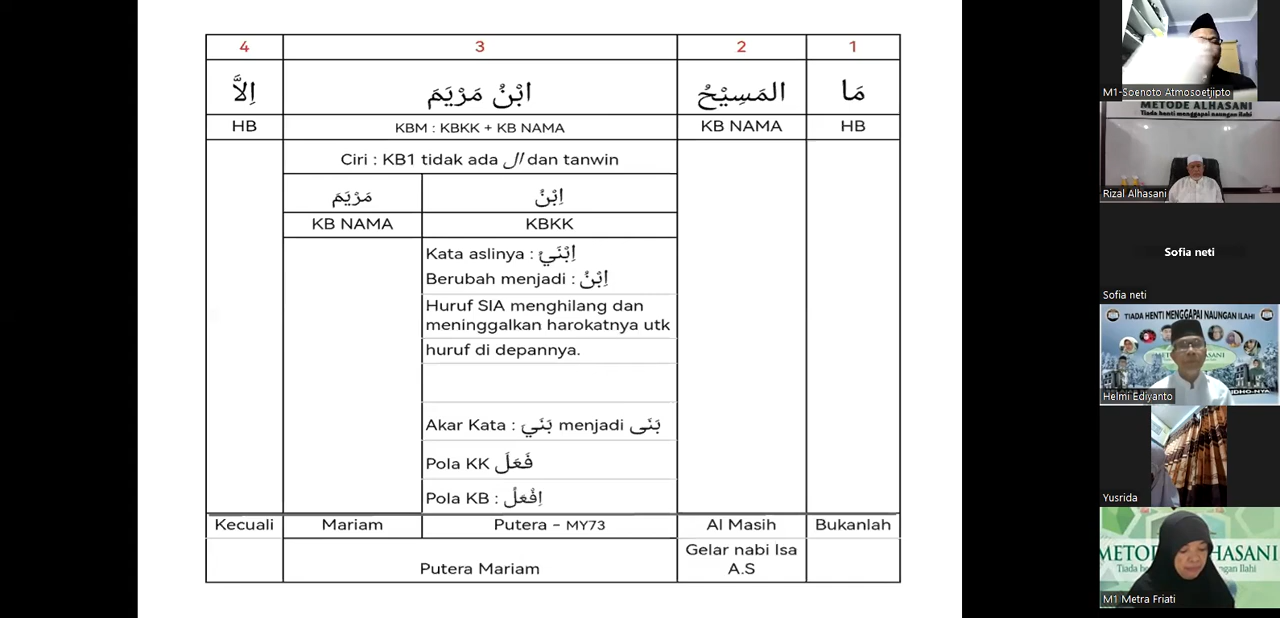 4 3 2 1
اِلاَّ ابْنُ مَرْيَمَ المَسِيْحُ مَا
HB KBM : KBKK + KB NAMA KB NAMA HB
Ciri : KB1 tidak ada ال dan tanwin
مَرْيَمَ اِبْنُ
KB NAMA KBKK
Kata aslinya : اِبْنَيُ
Berubah menjadi : اِبْنُ
Huruf SIA menghilang dan
meninggalkan harokatnya utk
huruf di depannya.
Akar Kata : بَنَي menjadi بَنَى
Pola KK فَعَلَ
Pola KB : اِفْعَلُ
Kecuali Mariam Putera - MY73 Al Masih Bukanlah
Gelar nabi Isa
A.S
Putera Mariam
M1-Soenoto Atmosoetjipto
METODE ALHASANI
Tiada henti menggapai naungan Ilahi
Rizal Alhasani
Sofia neti
Sofia neti
TIADA HENTI MENGGAPAI NAUNGAN ILAHI
Helmi Ediyanto
Yusrida
METOD ALHASANI
Ilahi
M1 Metra Friati